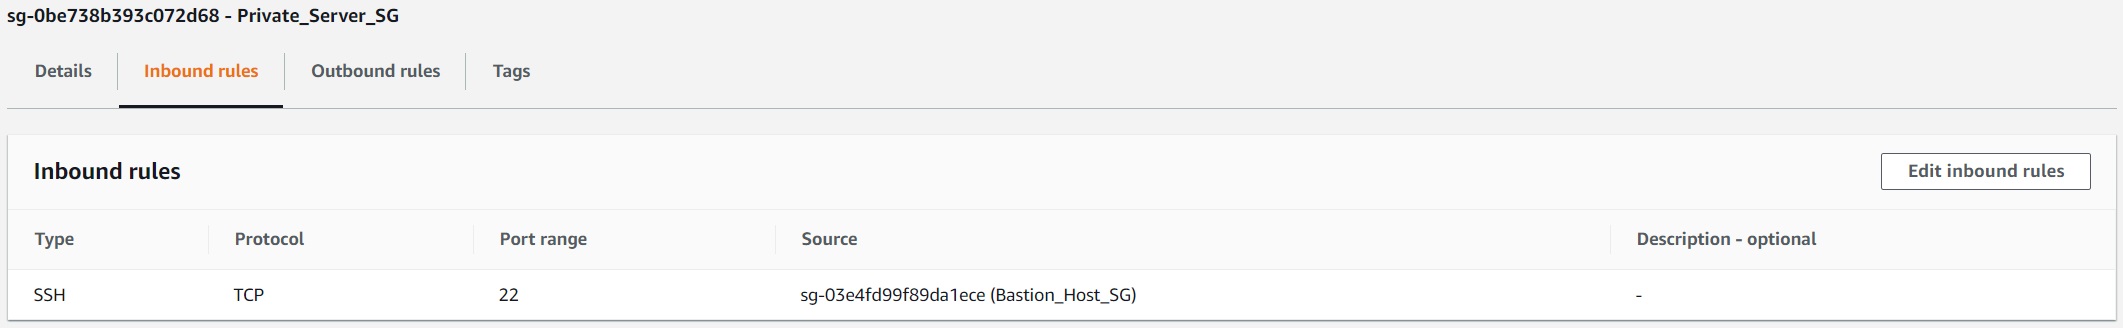 sg-0be738b393c072d68 - Private_Server_SG
Details Inbound rules Outbound rules Tags
Inbound rules Edit inbound rules
Type Protocol Port range Source Description - optional
SSH TCP 22 sg-03e4fd99f89da1ece (Bastion_Host_SG) -